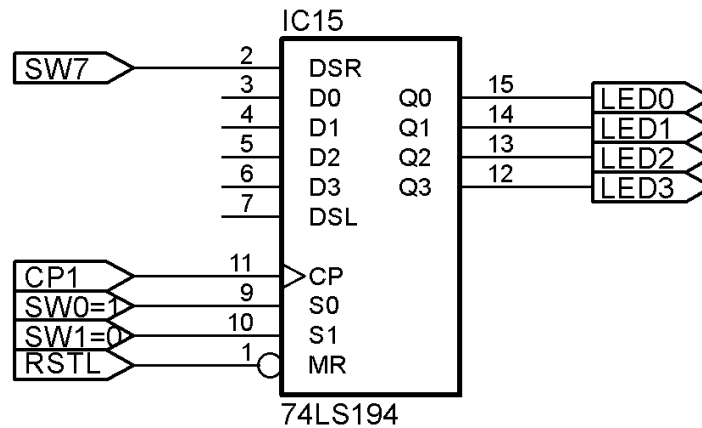 IC15
SW7 2 DSR
3 D0 Q0 15 LED0
4 D1 Q1 14 LED1
5 D2 Q2 13 LED2
6 D3 Q3 12 LED3
7 DSL
CP1 11 CP
SW0=1 9 S0
SW1=0 10 S1
RSTL 1 MR
74LS194